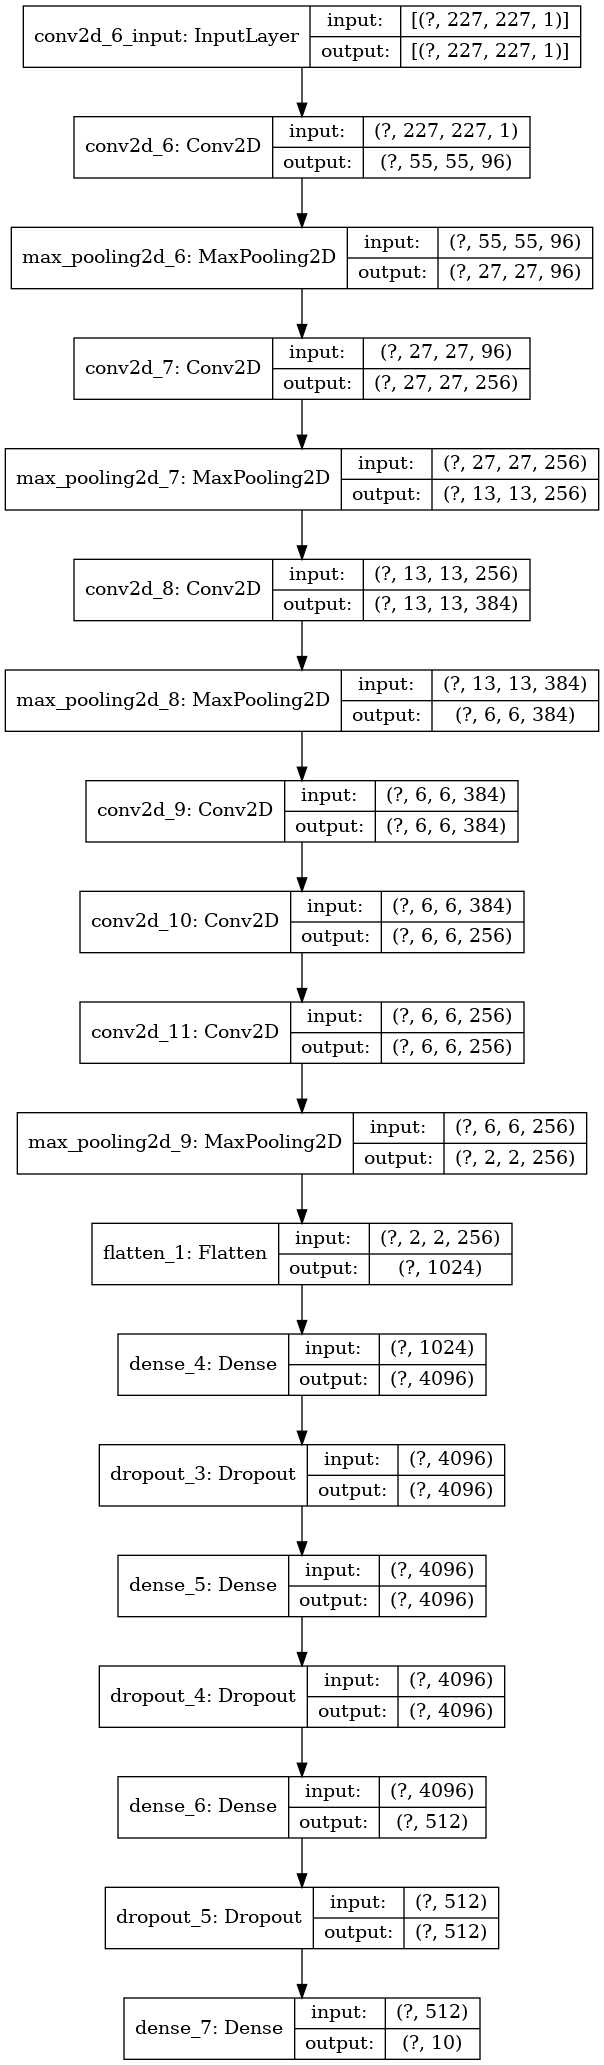 conv2d_6_input: InputLayer
input: [(?, 227, 227, 1)]
output: [(?, 227, 227, 1)]
conv2d_6: Conv2D
input: (?, 227, 227, 1)
output: (?, 55, 55, 96)
max_pooling2d_6: MaxPooling2D
input: (?, 55, 55, 96)
output: (?, 27, 27, 96)
conv2d_7: Conv2D
input: (?, 27, 27, 96)
output: (?, 27, 27, 256)
max_pooling2d_7: MaxPooling2D
input: (?, 27, 27, 256)
output: (?, 13, 13, 256)
conv2d_8: Conv2D
input: (?, 13, 13, 256)
output: (?, 13, 13, 384)
max_pooling2d_8: MaxPooling2D
input: (?, 13, 13, 384)
output: (?, 6, 6, 384)
conv2d_9: Conv2D
input: (?, 6, 6, 384)
output: (?, 6, 6, 384)
conv2d_10: Conv2D
input: (?, 6, 6, 384)
output: (?, 6, 6, 256)
conv2d_11: Conv2D
input: (?, 6, 6, 256)
output: (?, 6, 6, 256)
max_pooling2d_9: MaxPooling2D
input: (?, 6, 6, 256)
output: (?, 2, 2, 256)
flatten_1: Flatten
input: (?, 2, 2, 256)
output: (?, 1024)
dense_4: Dense
input: (?, 1024)
output: (?, 4096)
dropout_3: Dropout
input: (?, 4096)
output: (?, 4096)
dense_5: Dense
input: (?, 4096)
output: (?, 4096)
dropout_4: Dropout
input: (?, 4096)
output: (?, 4096)
dense_6: Dense
input: (?, 4096)
output: (?, 512)
dropout_5: Dropout
input: (?, 512)
output: (?, 512)
dense_7: Dense
input: (?, 512)
output: (?, 10)